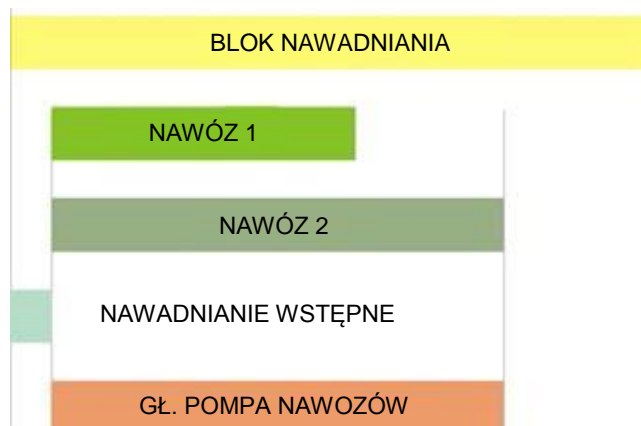 BLOK NAWADNIANIA
NAWÓZ 1
NAWÓZ 2
NAWADNIANIE WSTĘPNE
GŁ. POMPA NAWOZÓW